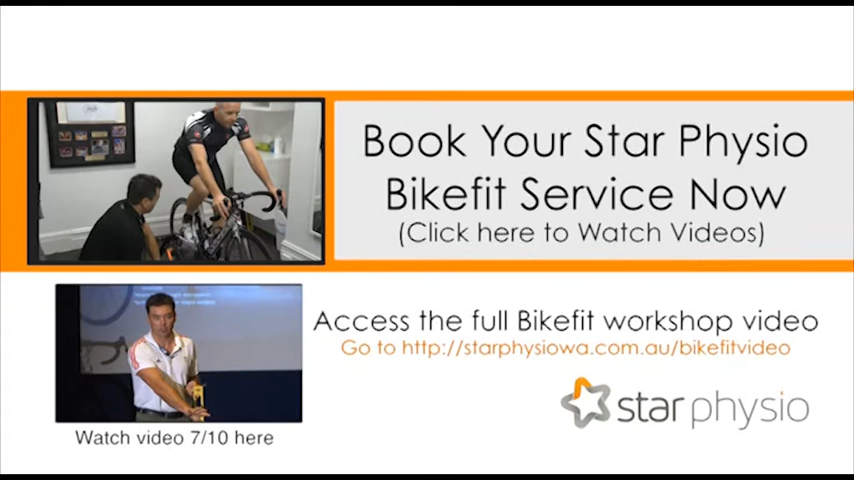 Book Your Star Physio
Bikefit Service Now
(Click here to Watch Videos)
Access the full Bikefit workshop video
Go to http://starphysiowa.com.au/bikefitvideo
star physio
Watch video 7/10 here